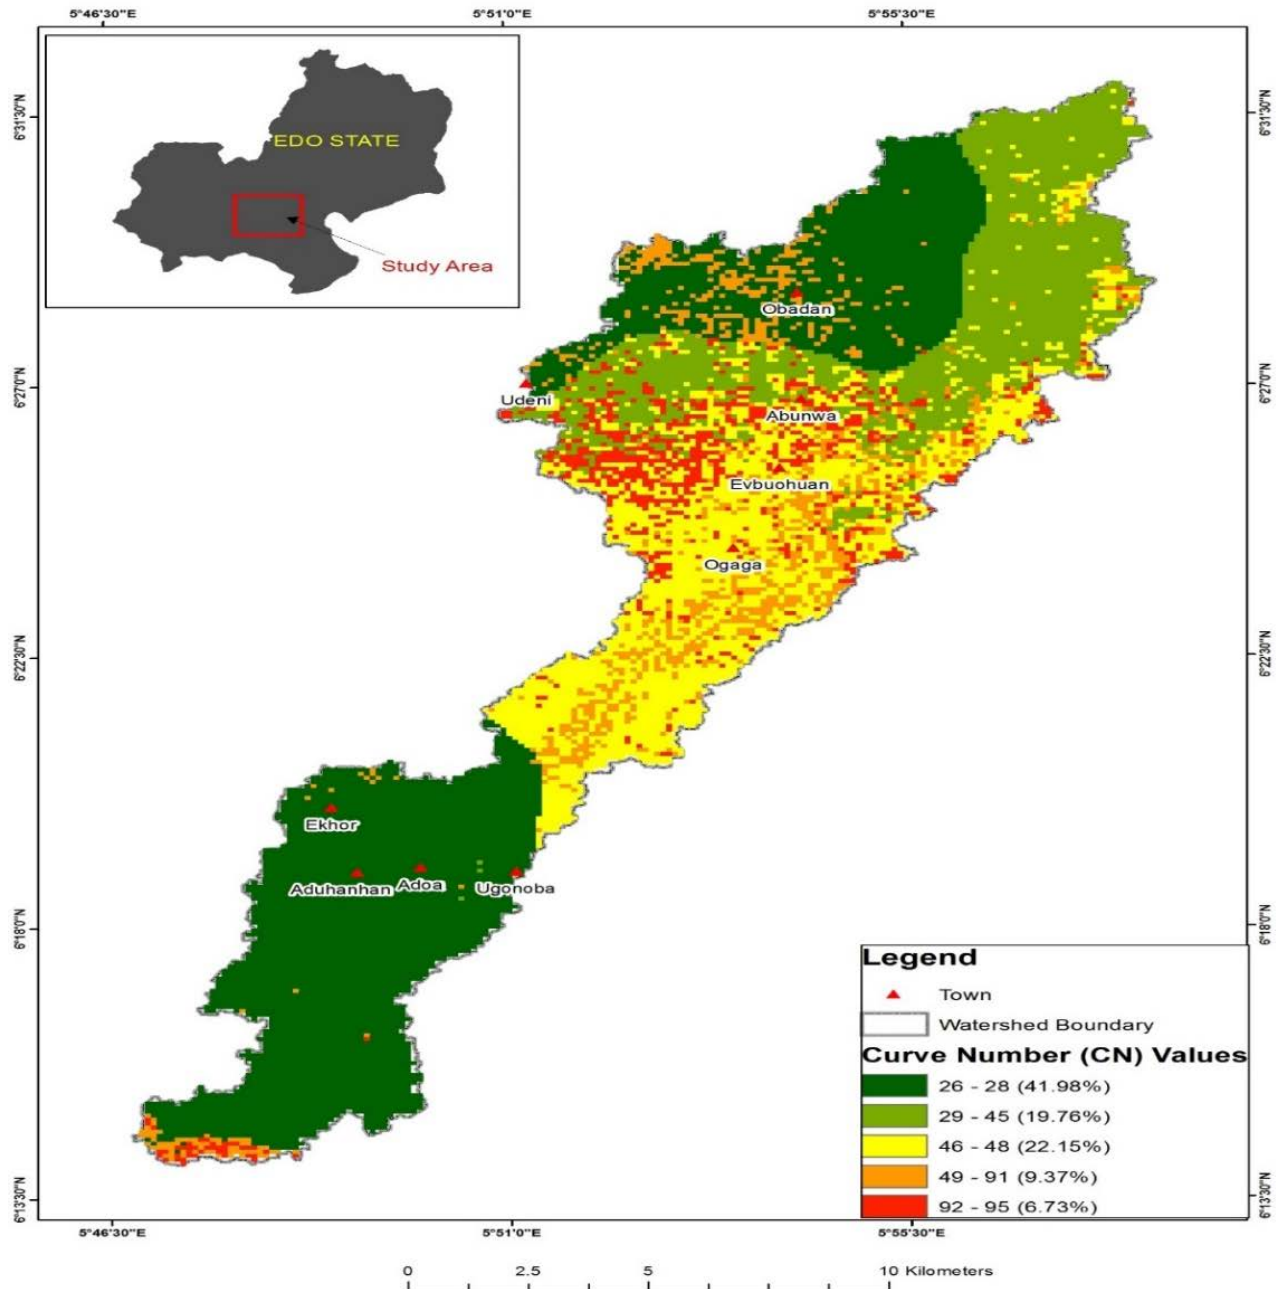 5°46'30"E 5°51'0"E 5°55'30"E
EDO STATE
Study Area
6°31'30"N 6°31'30"N
Obadan
6°27'0"N 6°27'0"N
Udeni
Abunwa
Evbuohuan
Ogaga
6°22'30"N 6°22'30"N
Ekhor
Aduhanhan Adoa Ugonoba
6°18'0"N 6°18'0"N
Legend
Town
Watershed Boundary
Curve Number (CN) Values
26 - 28 (41.98%)
29 - 45 (19.76%)
46 - 48 (22.15%)
49 - 91 (9.37%)
92 - 95 (6.73%)
6°13'30"N 6°13'30"N
5°46'30"E 5°51'0"E 5°55'30"E
0 2.5 5 10 Kilometers